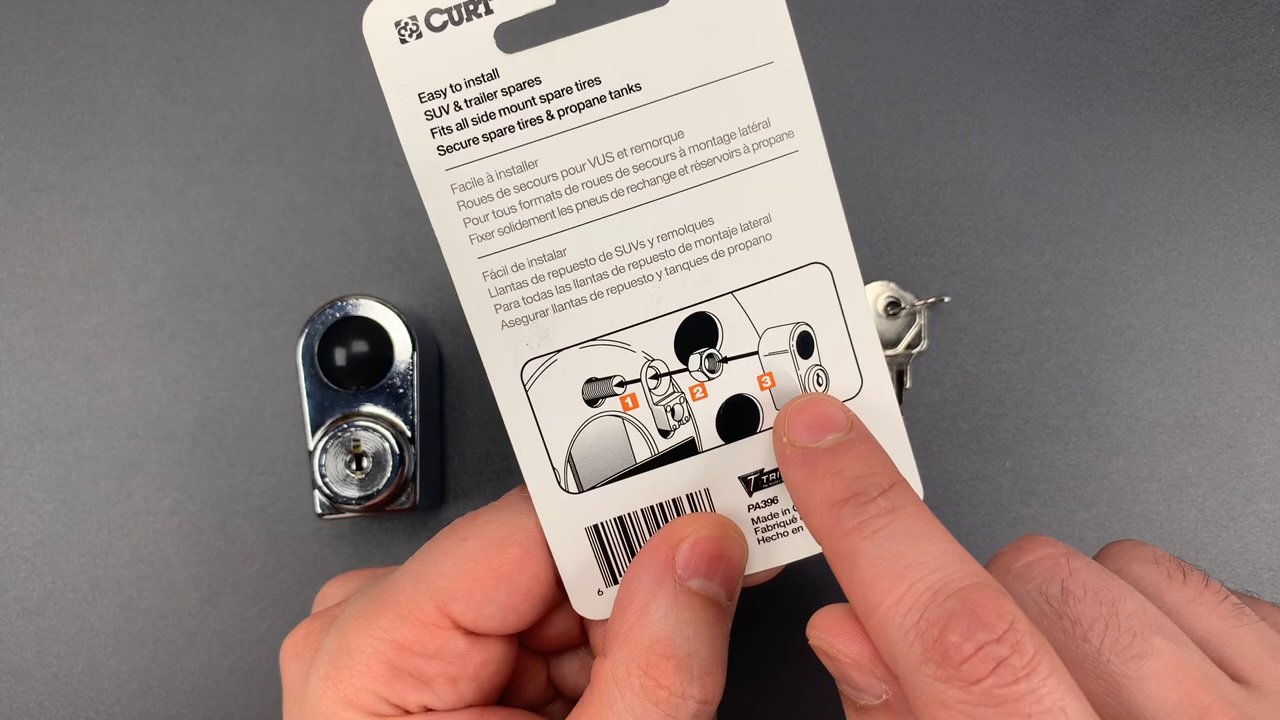 CURT
Easy to install
SUV & trailer spares
Fits all side mount spare tires
Secure spare tires & propane tanks
Facile à installer
Roues de secours pour VUS et remorque
Pour tous formats de roues de secours à montage latéral
Fixer solidement les pneus de rechange et réservoirs à propane
Fácil de instalar
Llantas de repuesto de SUVs y remolques
Para todas las llantas de repuesto de montaje lateral
Asegurar llantas de repuesto y tanques de propano
1
2
3
PA396
Made in
Fabriqué
Hecho en
6